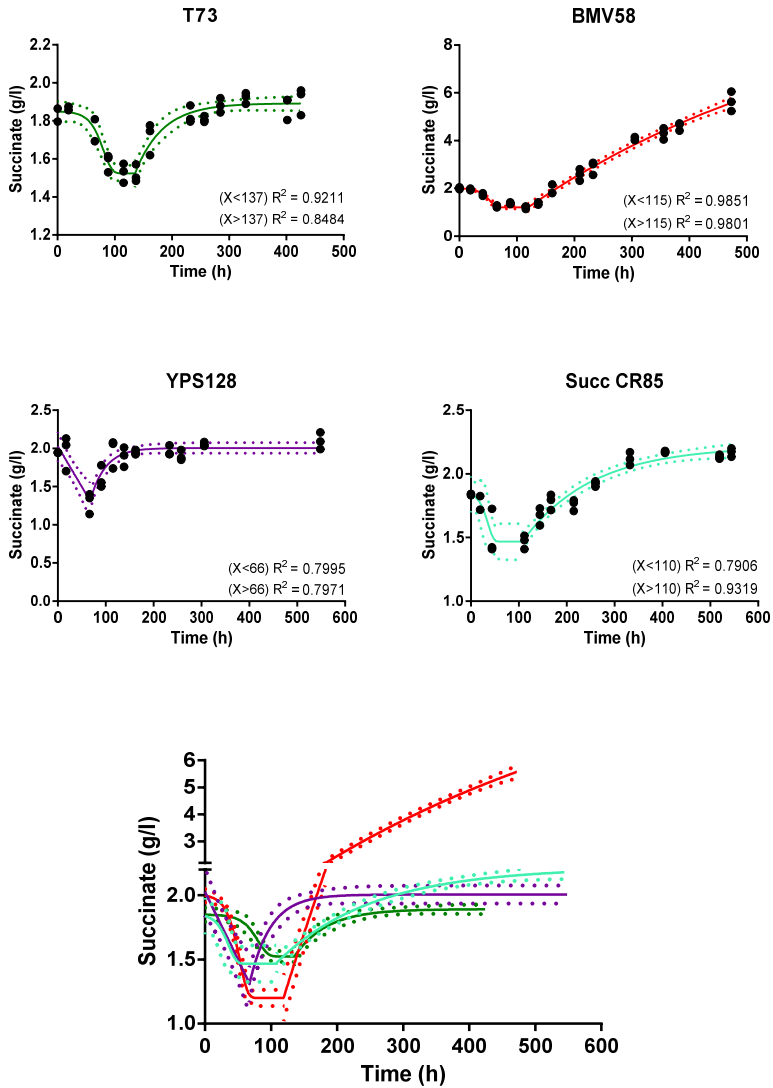 T73
Succinate (g/l)
2.2
2.0
1.8
1.6
1.4
1.2
(X<137) R² = 0.9211
(X>137) R² = 0.8484
0 100 200 300 400 500
Time (h)
BMV58
Succinate (g/l)
8
6
4
2
0
(X<115) R² = 0.9851
(X>115) R² = 0.9801
0 100 200 300 400 500
Time (h)
YPS128
Succinate (g/l)
2.5
2.0
1.5
1.0
0.5
0.0
(X<66) R² = 0.7995
(X>66) R² = 0.7971
0 100 200 300 400 500 600
Time (h)
Succ CR85
Succinate (g/l)
2.5
2.0
1.5
1.0
(X<110) R² = 0.7906
(X>110) R² = 0.9319
0 100 200 300 400 500 600
Time (h)
Succinate (g/l)
6
5
4
3
2.0
1.5
1.0
0 100 200 300 400 500 600
Time (h)